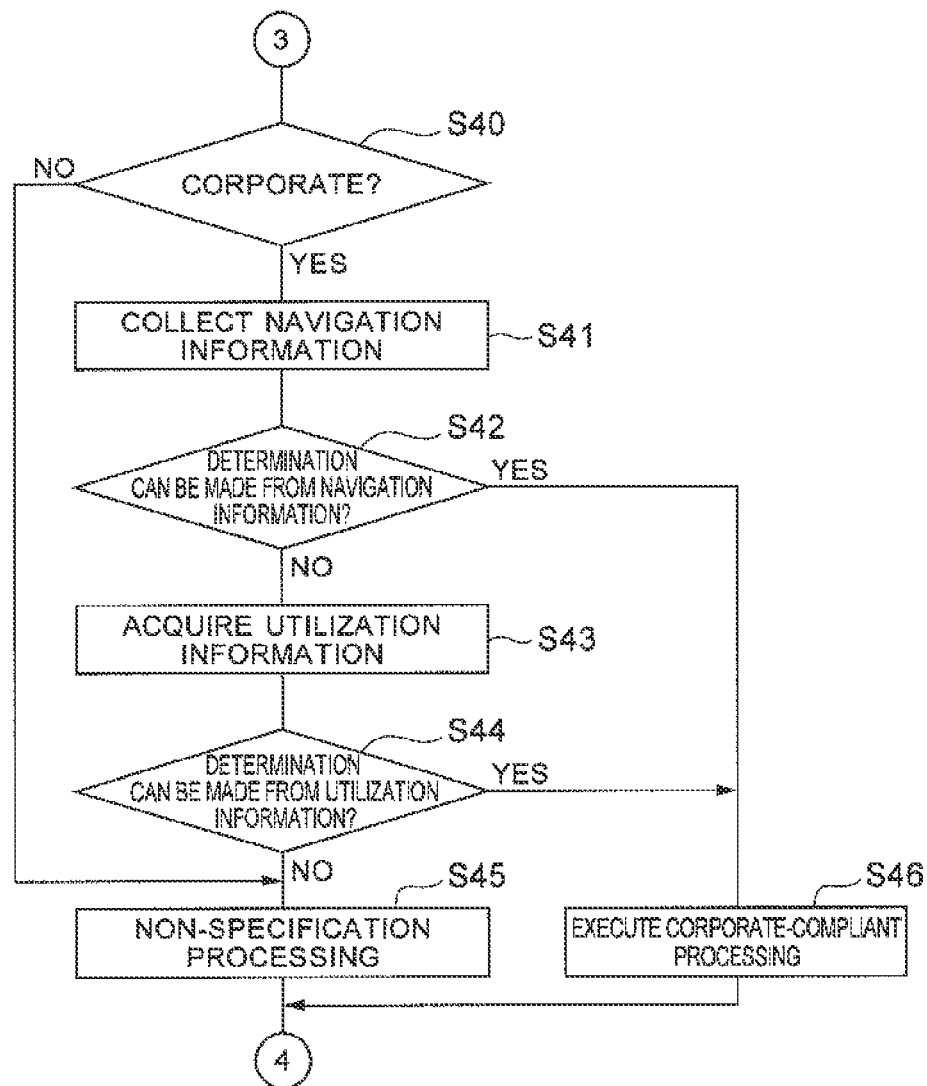 3
S40
NO
CORPORATE?
YES
COLLECT NAVIGATION
INFORMATION
S41
S42
DETERMINATION
CAN BE MADE FROM NAVIGATION
INFORMATION?
YES
NO
ACQUIRE UTILIZATION
INFORMATION
S43
S44
DETERMINATION
CAN BE MADE FROM UTILIZATION
INFORMATION?
YES
NO
S45
S46
NON-SPECIFICATION
PROCESSING
EXECUTE CORPORATE-COMPLIANT
PROCESSING
4